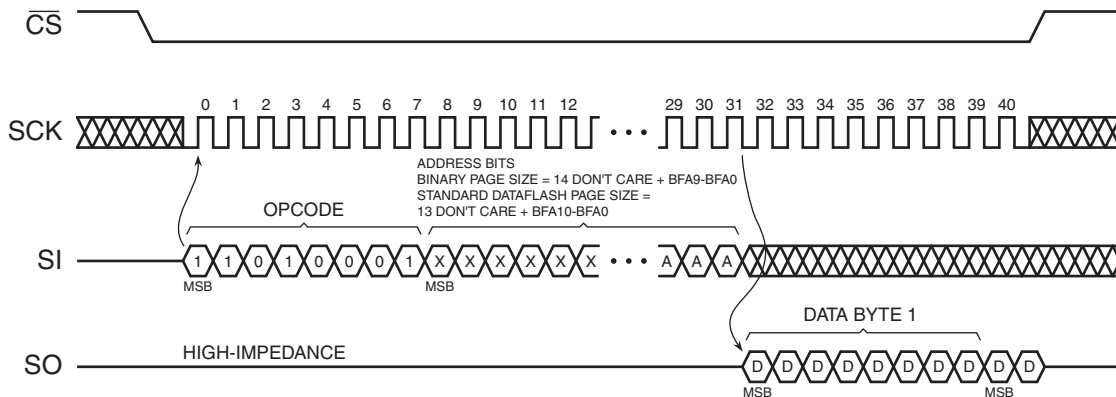 CS
SCK
0 1 2 3 4 5 6 7 8 9 10 11 12 29 30 31 32 33 34 35 36 37 38 39 40
• • •
ADDRESS BITS
BINARY PAGE SIZE = 14 DON'T CARE + BFA9-BFA0
STANDARD DATAFLASH PAGE SIZE =
13 DON'T CARE + BFA10-BFA0
OPCODE
SI
1 1 0 1 0 0 0 1 X X X X X X • • • A A A
MSB MSB
DATA BYTE 1
SO
HIGH-IMPEDANCE
D D D D D D D D D D
MSB MSB